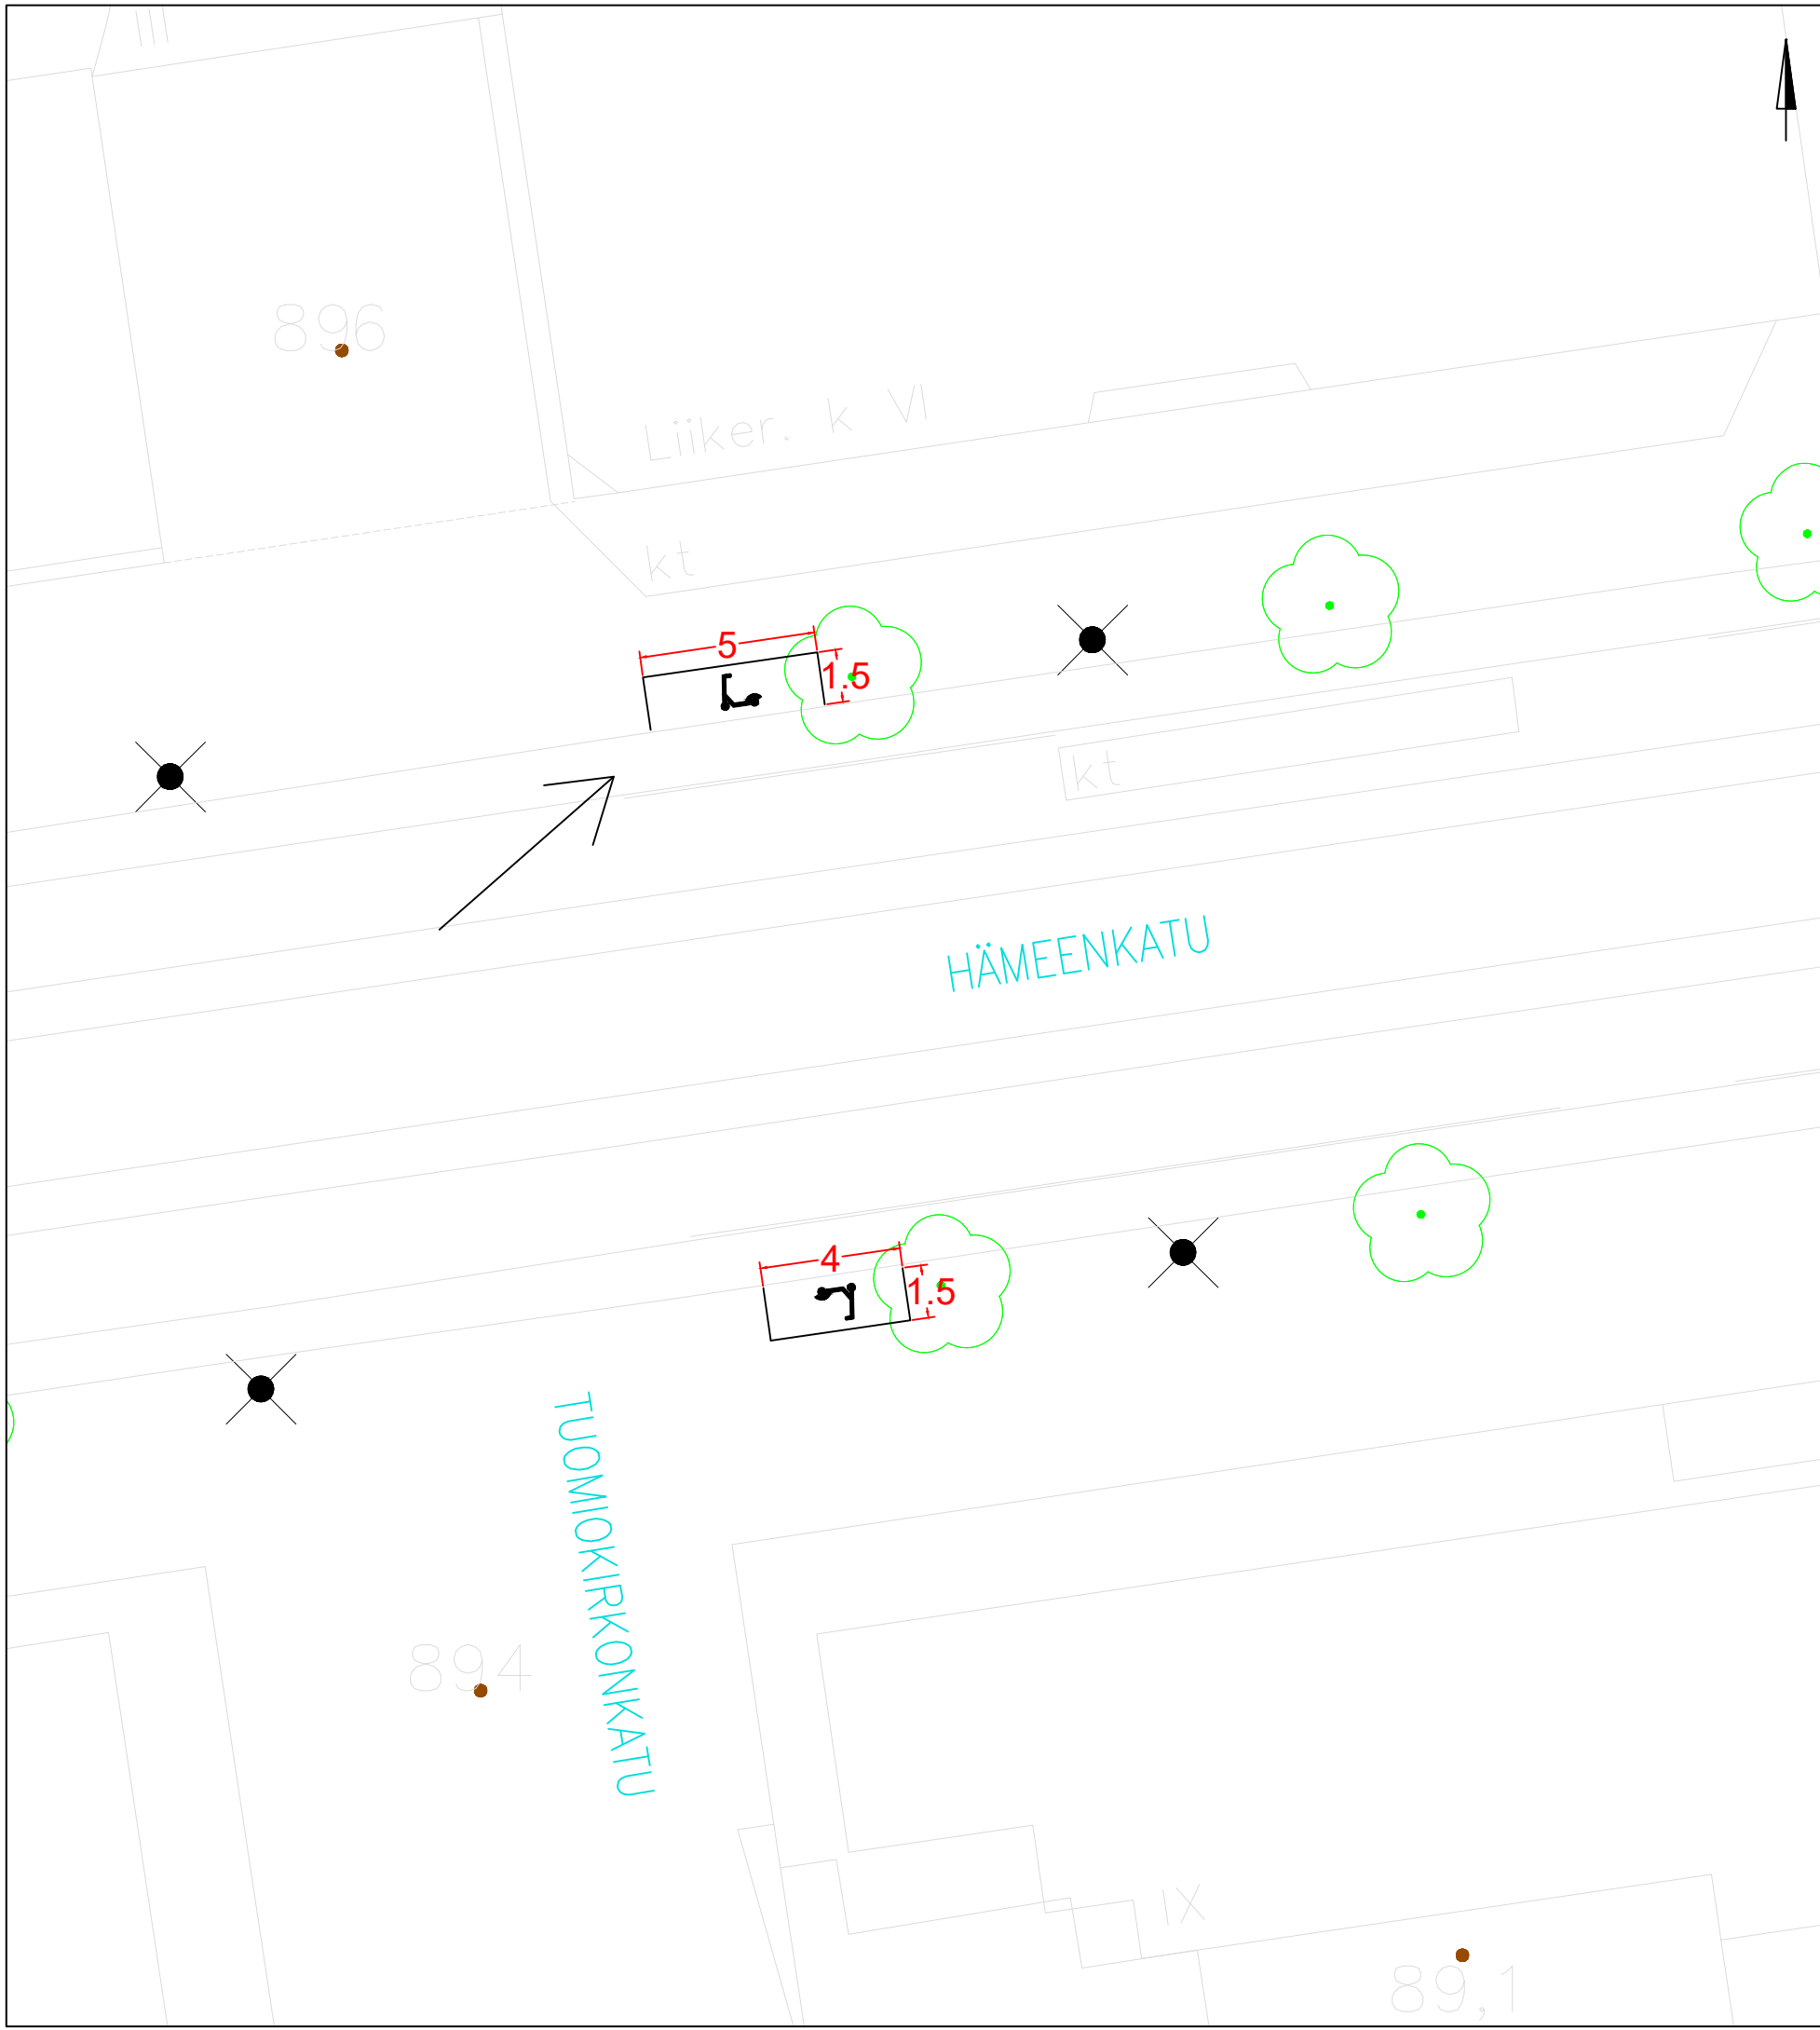 III
896
Liiker. k VI
kt
5
1.5
kt
HÄMEENKATU
4
1.5
TUOMIOKIRKONKATU
894
IX
89,1